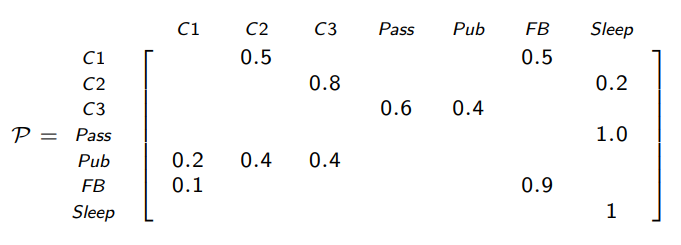 C1 C2 C3 Pass Pub FB Sleep
C1 0.5 0.5
C2 0.8 0.2
C3 0.6 0.4
𝒫 = Pass 1.0
Pub 0.2 0.4 0.4
FB 0.1 0.9
Sleep 1